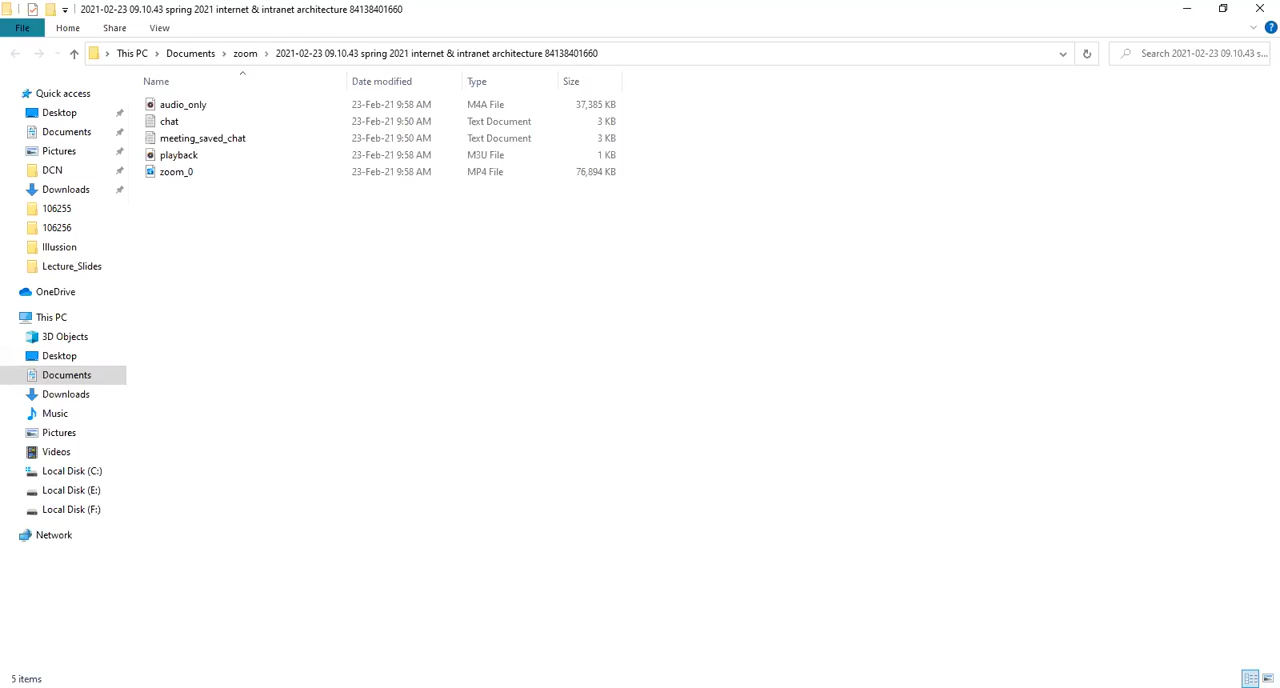 2021-02-23 09.10.43 spring 2021 internet & intranet architecture 84138401660
File Home Share View
This PC Documents zoom 2021-02-23 09.10.43 spring 2021 internet & intranet architecture 84138401660 Search 2021-02-23 09.10.43 s...
Name Date modified Type Size
audio_only 23-Feb-21 9:58 AM M4A File 37,385 KB
chat 23-Feb-21 9:50 AM Text Document 3 KB
meeting_saved_chat 23-Feb-21 9:50 AM Text Document 3 KB
playback 23-Feb-21 9:58 AM M3U File 1 KB
zoom_0 23-Feb-21 9:58 AM MP4 File 76,894 KB
Quick access
Desktop
Documents
Pictures
DCN
Downloads
106255
106256
Illussion
Lecture_Slides
OneDrive
This PC
3D Objects
Desktop
Documents
Downloads
Music
Pictures
Videos
Local Disk (C:)
Local Disk (E:)
Local Disk (F:)
Network
5 items